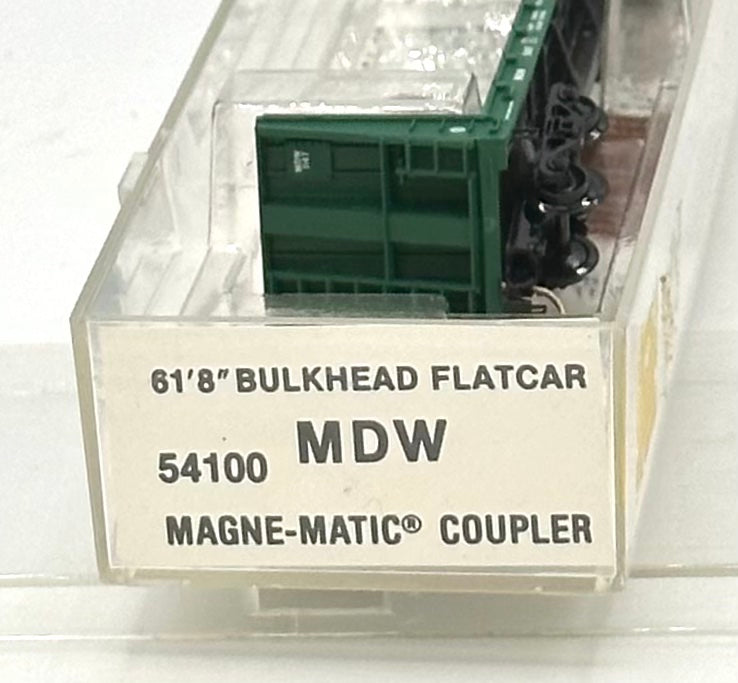 61'8" BULKHEAD FLATCAR
MDW
54100
MAGNE-MATIC® COUPLER